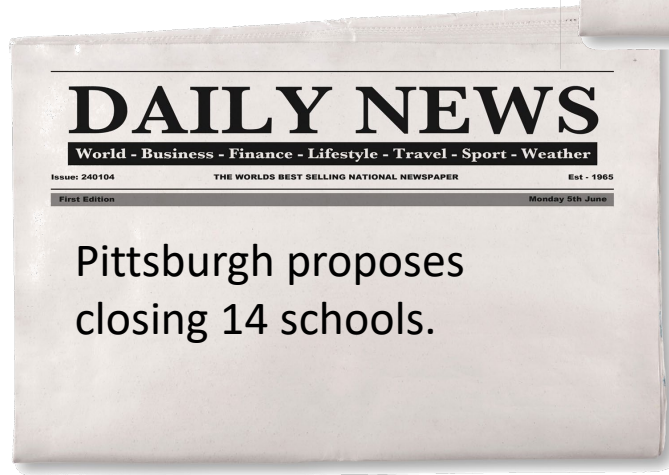 DAILY NEWS
World - Business - Finance - Lifestyle - Travel - Sport - Weather
Issue: 240104 THE WORLDS BEST SELLING NATIONAL NEWSPAPER Est - 1965
First Edition Monday 5th June
Pittsburgh proposes
closing 14 schools.